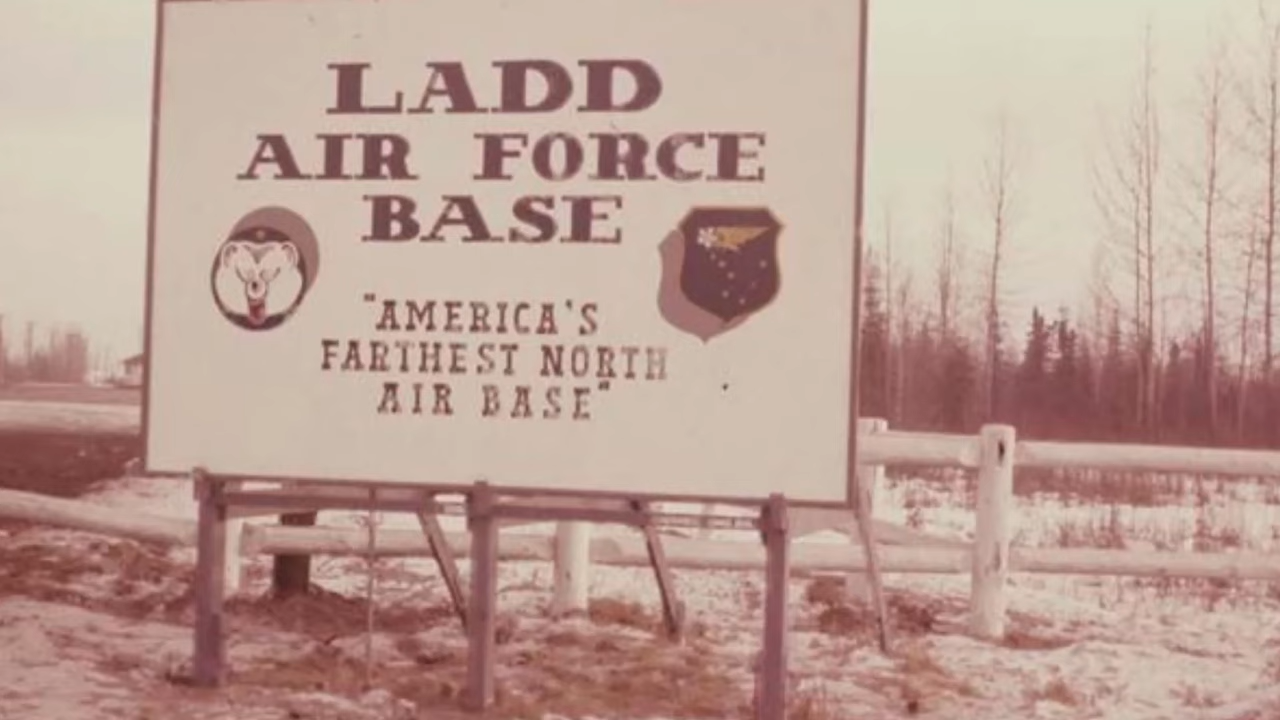 LADD
AIR FORCE
BASE
"AMERICA'S
FARTHEST NORTH
AIR BASE"